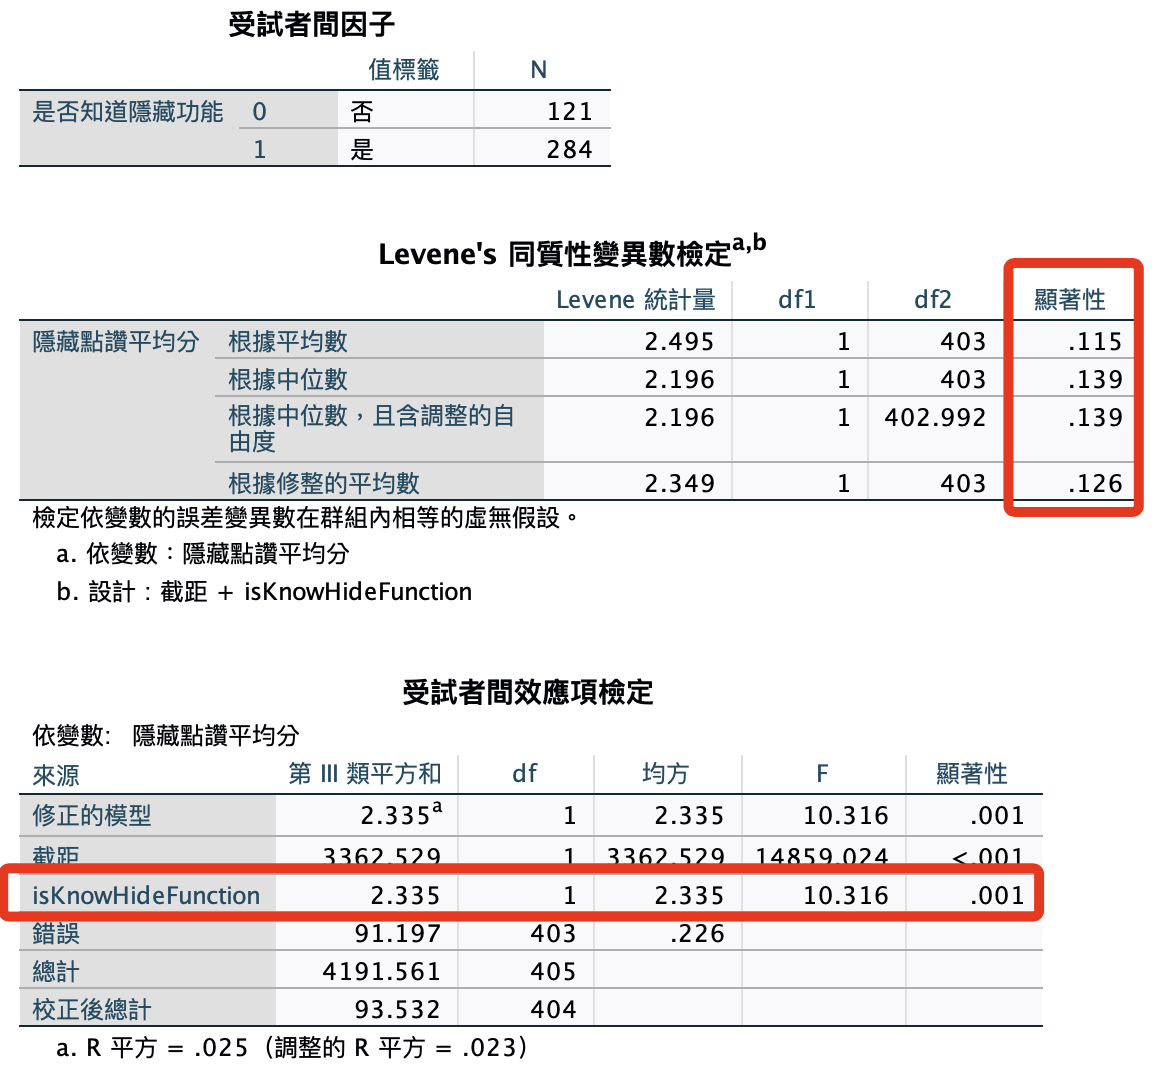 受試者間因子
值標籤 N
是否知道隱藏功能 0 否 121
1 是 284
Levene's 同質性變異數檢定a,b
Levene 統計量 df1 df2 顯著性
隱藏點讚平均分 根據平均數 2.495 1 403 .115
根據中位數 2.196 1 403 .139
根據中位數，且含調整的自由度 2.196 1 402.992 .139
根據修整的平均數 2.349 1 403 .126
檢定依變數的誤差變異數在群組內相等的虛無假設。
a. 依變數：隱藏點讚平均分
b. 設計：截距 + isKnowHideFunction
受試者間效應項檢定
依變數: 隱藏點讚平均分
來源 第 III 類平方和 df 均方 F 顯著性
修正的模型 2.335a 1 2.335 10.316 .001
截距 3362.529 1 3362.529 14859.024 <.001
isKnowHideFunction 2.335 1 2.335 10.316 .001
錯誤 91.197 403 .226
總計 4191.561 405
校正後總計 93.532 404
a. R 平方 = .025（調整的 R 平方 = .023）